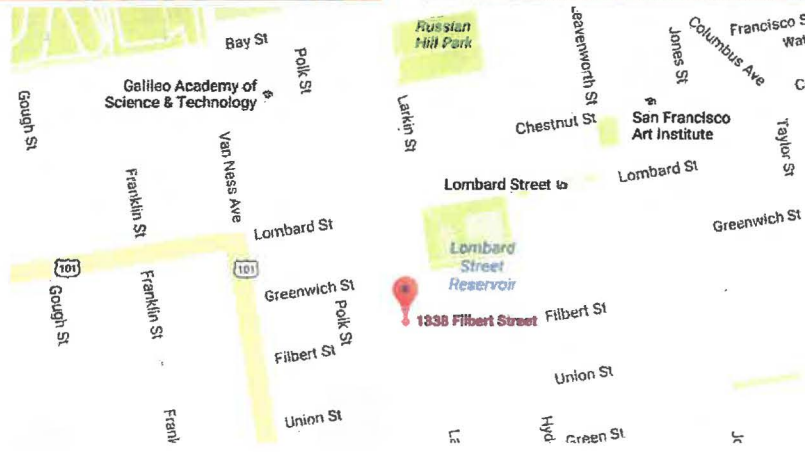 Bay St
Polk St
Galileo Academy of
Science & Technology
Gough St
Van Ness Ave
Franklin St
Lombard St
101
101
Gough St
Franklin St
Greenwich St
Polk St
Filbert St
Union St
Frank
Russian
Hill Park
Larkin St
Leavenworth St
Jones St
Columbus Ave
Francisco S
Wat
C
Chestnut St
San Francisco
Art Institute
Taylor St
Lombard Street
Lombard St
Greenwich St
Lombard
Street
Reservoir
1338 Filbert Street
Filbert St
Union St
La
Hyd
Green St